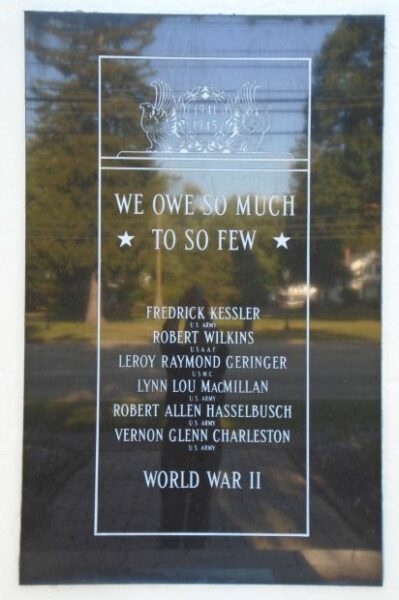 1941
1945
WE OWE SO MUCH
★ TO SO FEW ★
FREDRICK KESSLER
U.S. ARMY
ROBERT WILKINS
U.S.A.A.F
LEROY RAYMOND GERINGER
U.S.M.C
LYNN LOU MACMILLAN
U.S. ARMY
ROBERT ALLEN HASSELBUSCH
U.S. ARMY
VERNON GLENN CHARLESTON
U.S. ARMY
WORLD WAR II